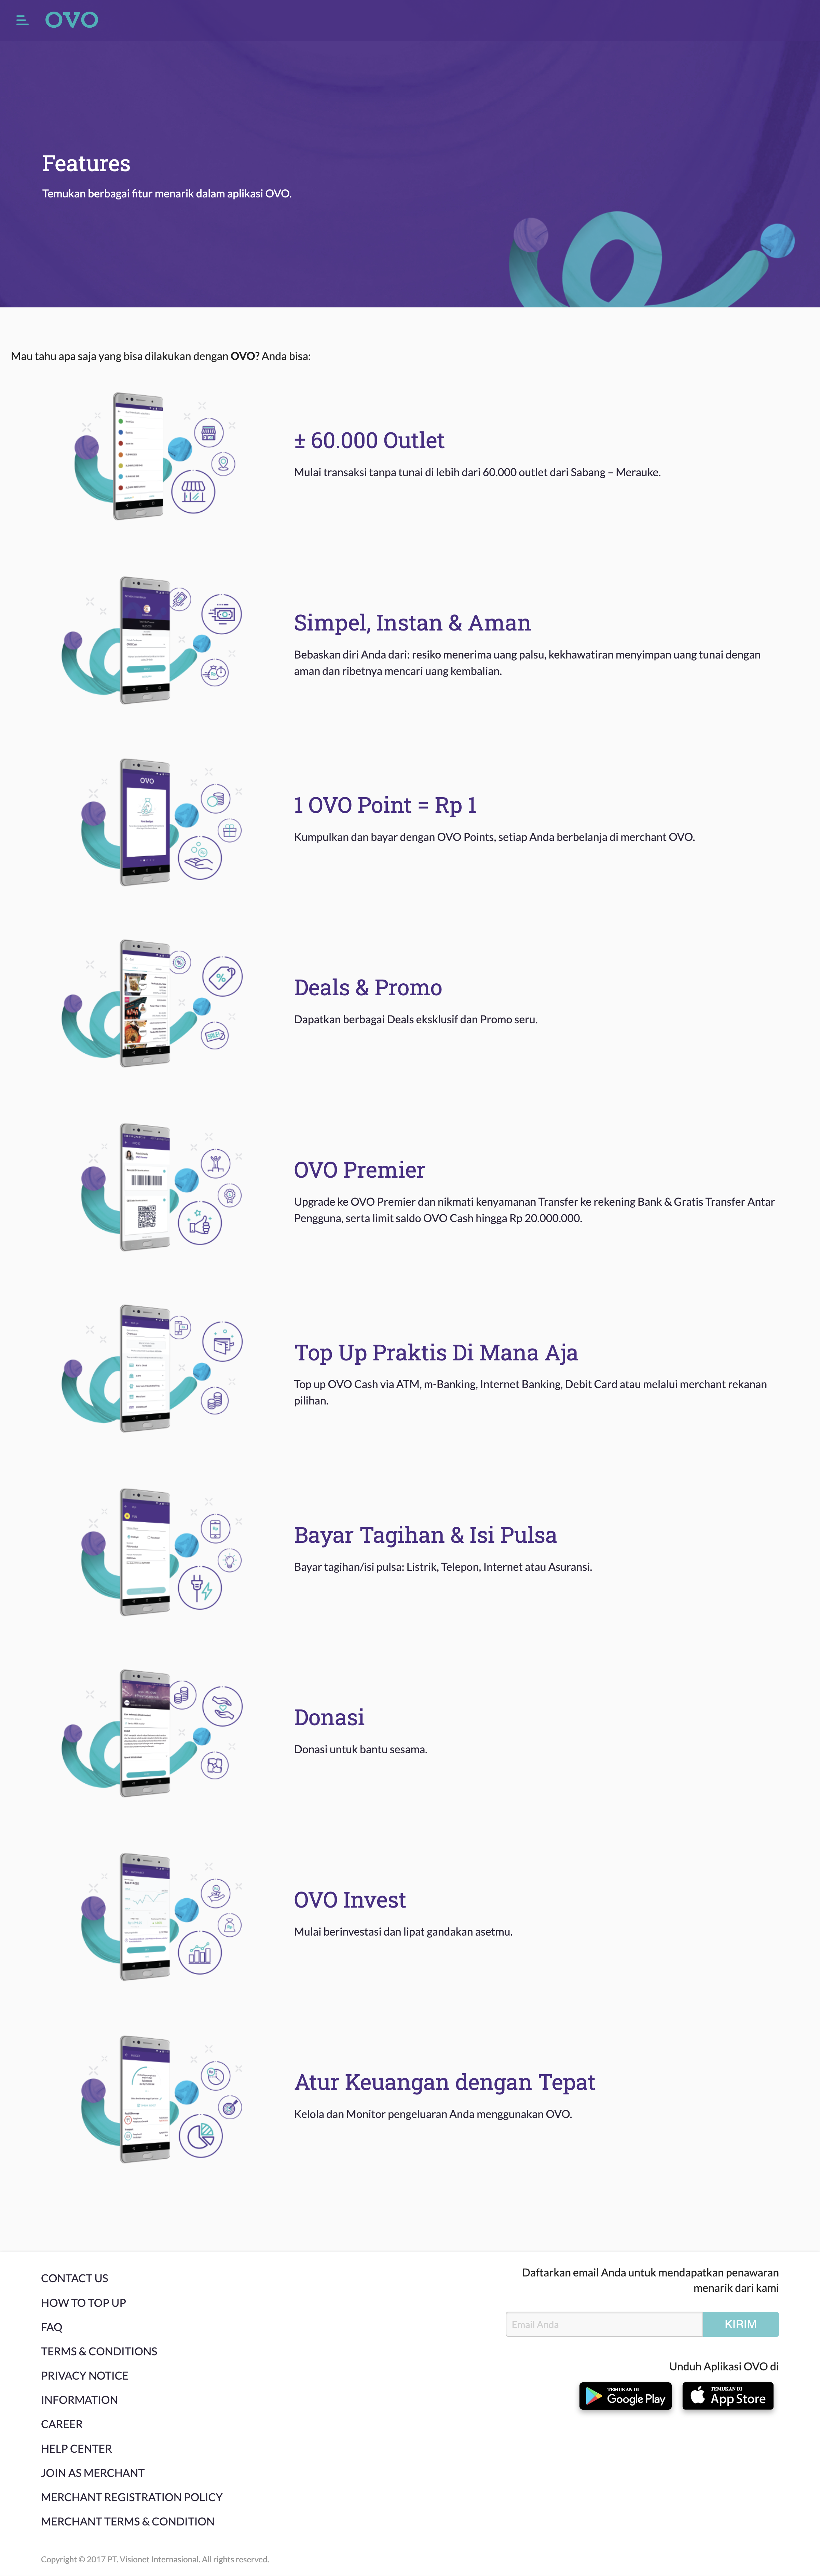 OVO
Features
Temukan berbagai fitur menarik dalam aplikasi OVO.
Mau tahu apa saja yang bisa dilakukan dengan OVO? Anda bisa:
± 60.000 Outlet
Mulai transaksi tanpa tunai di lebih dari 60.000 outlet dari Sabang – Merauke.
Simpel, Instan & Aman
Bebaskan diri Anda dari: resiko menerima uang palsu, kekhawatiran menyimpan uang tunai dengan
aman dan ribetnya mencari uang kembalian.
OVO
1 OVO Point = Rp 1
Kumpulkan dan bayar dengan OVO Points, setiap Anda berbelanja di merchant OVO.
Deals & Promo
Dapatkan berbagai Deals eksklusif dan Promo seru.
OVO Premier
Upgrade ke OVO Premier dan nikmati kenyamanan Transfer ke rekening Bank & Gratis Transfer Antar
Pengguna, serta limit saldo OVO Cash hingga Rp 20.000.000.
Top Up Praktis Di Mana Aja
Top up OVO Cash via ATM, m-Banking, Internet Banking, Debit Card atau melalui merchant rekanan
pilihan.
Bayar Tagihan & Isi Pulsa
Bayar tagihan/isi pulsa: Listrik, Telepon, Internet atau Asuransi.
Donasi
Donasi untuk bantu sesama.
OVO Invest
Mulai berinvestasi dan lipat gandakan asetmu.
Atur Keuangan dengan Tepat
Kelola dan Monitor pengeluaran Anda menggunakan OVO.
CONTACT US
HOW TO TOP UP
FAQ
TERMS & CONDITIONS
PRIVACY NOTICE
INFORMATION
CAREER
HELP CENTER
JOIN AS MERCHANT
MERCHANT REGISTRATION POLICY
MERCHANT TERMS & CONDITION
Daftarkan email Anda untuk mendapatkan penawaran
menarik dari kami
Email Anda
KIRIM
Unduh Aplikasi OVO di
TEMUKAN DI
Google Play
TEMUKAN DI
App Store
Copyright © 2017 PT. Visionet Internasional. All rights reserved.